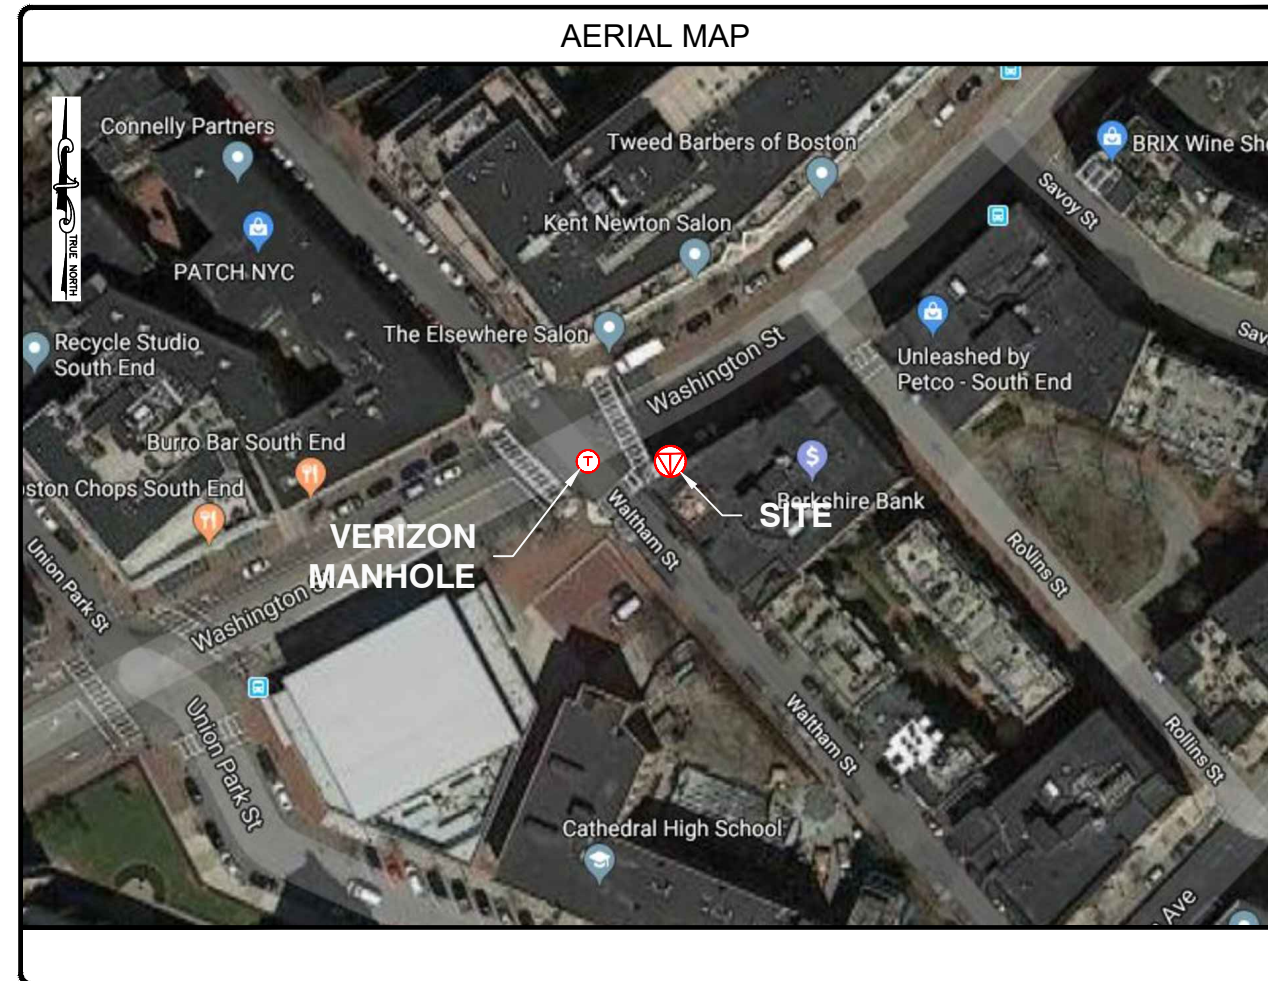 AERIAL MAP
TRUE NORTH
Connelly Partners
Tweed Barbers of Boston
BRIX Wine Sh
Savoy St
Kent Newton Salon
PATCH NYC
The Elsewhere Salon
Recycle Studio
South End
Sav
Washington St
Unleashed by
Petco - South End
Burro Bar South End
T
ston Chops South End
Berkshire Bank
SITE
VERIZON
MANHOLE
Waltham St
Rollins St
Union Park St
Washington
Union Park St
Waltham St
Rollins St
Cathedral High School
Ave